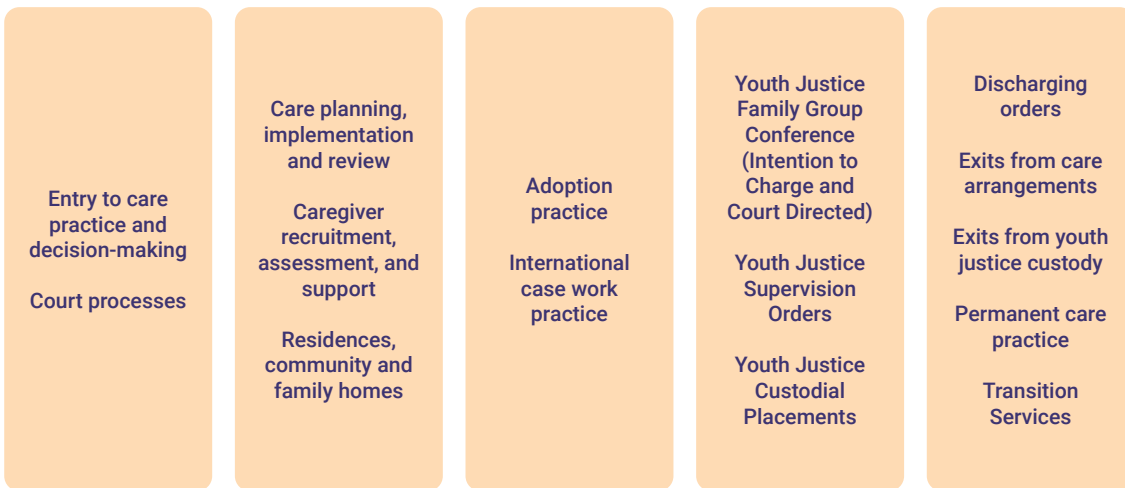 Entry to care
practice and
decision-making
Court processes
Care planning,
implementation
and review
Caregiver
recruitment,
assessment, and
support
Residences,
community and
family homes
Adoption
practice
International
case work
practice
Youth Justice
Family Group
Conference
(Intention to
Charge and
Court Directed)
Youth Justice
Supervision
Orders
Youth Justice
Custodial
Placements
Discharging
orders
Exits from care
arrangements
Exits from youth
justice custody
Permanent care
practice
Transition
Services